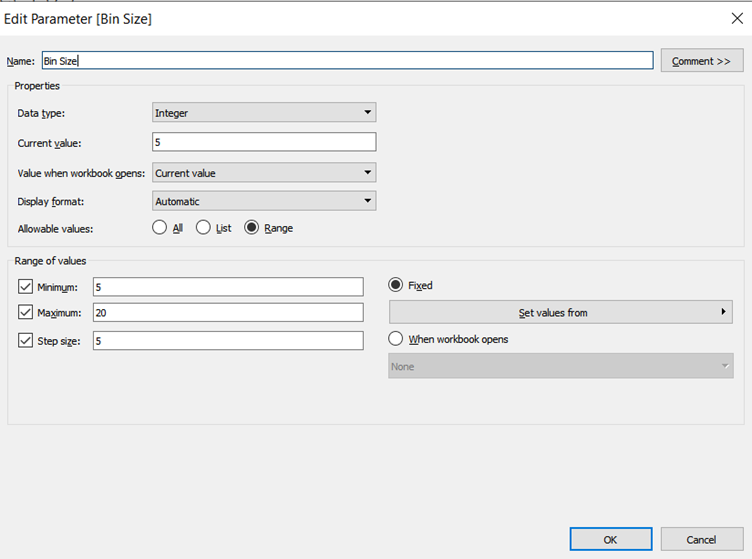 Edit Parameter [Bin Size]
Name: Bin Size Comment >>
Properties
Data type: Integer
Current value: 5
Value when workbook opens: Current value
Display format: Automatic
Allowable values: All List Range
Range of values
Minimum: 5 Fixed
Maximum: 20 Set values from
Step size: 5 When workbook opens
None
OK Cancel